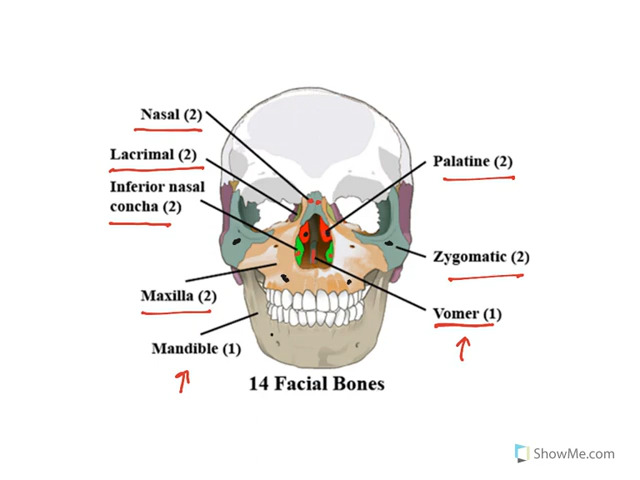 Nasal (2)
Lacrimal (2)
Inferior nasal
concha (2)
Maxilla (2)
Mandible (1)
Palatine (2)
Zygomatic (2)
Vomer (1)
14 Facial Bones
ShowMe.com